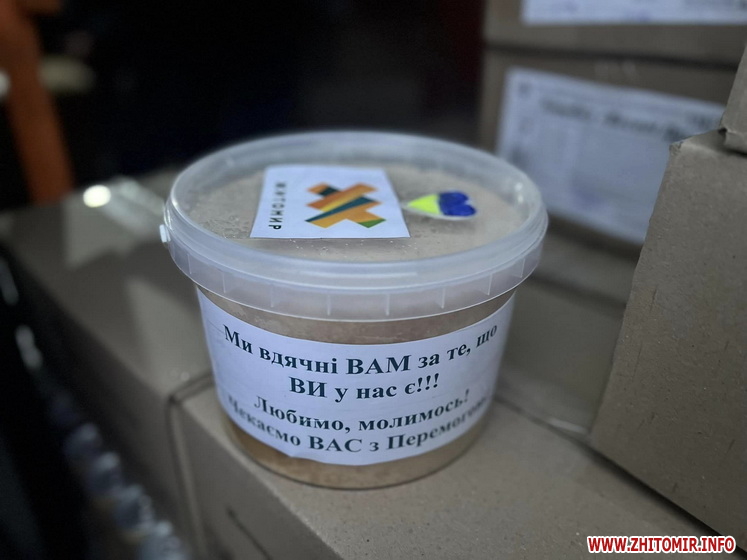 ЖИТОМИР
Ми вдячні ВАМ за те, що
ВИ у нас є!!!
Любимо, молимось!
Чекаємо ВАС з Перемогою
WWW.ZHITOMIR.INFO